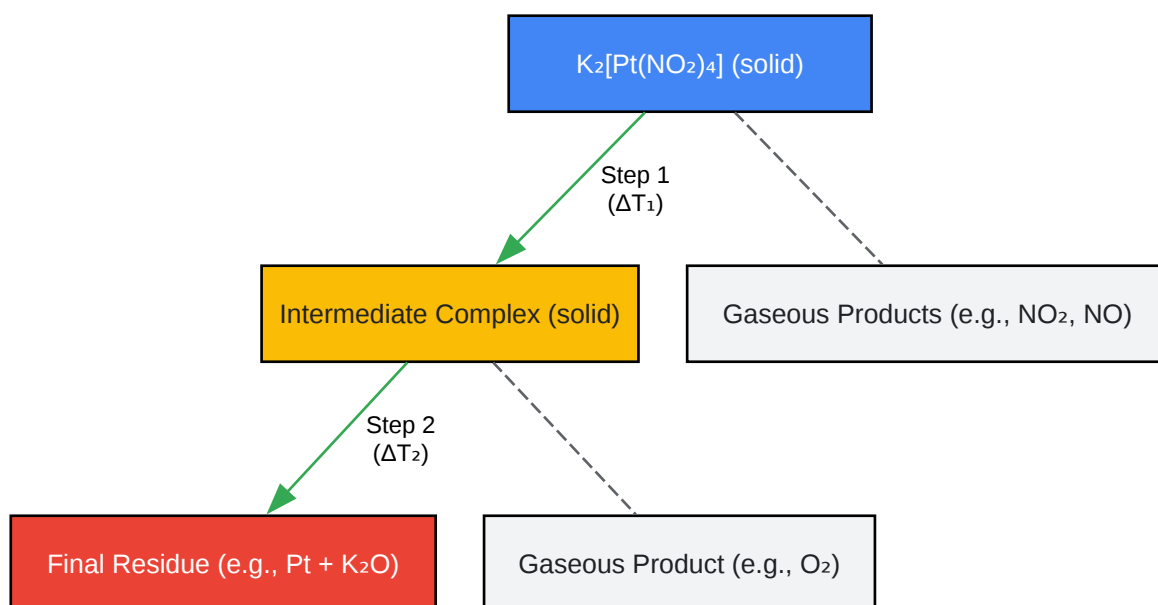 K₂[Pt(NO₂)₄] (solid)
Step 1
(ΔT₁)
Intermediate Complex (solid)
Gaseous Products (e.g., NO₂, NO)
Step 2
(ΔT₂)
Final Residue (e.g., Pt + K₂O)
Gaseous Product (e.g., O₂)